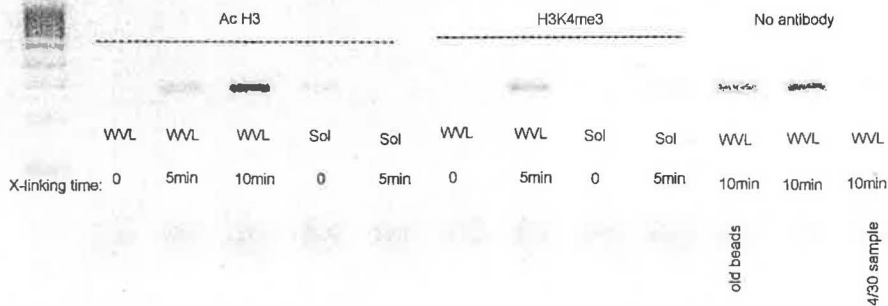 Ac H3 H3K4me3 No antibody
WVL WVL WVL Sol Sol WVL WVL Sol Sol WVL WVL WVL
X-linking time: 0 5min 10min 0 5min 0 5min 0 5min 10min 10min 10min
old beads
4/30 sample